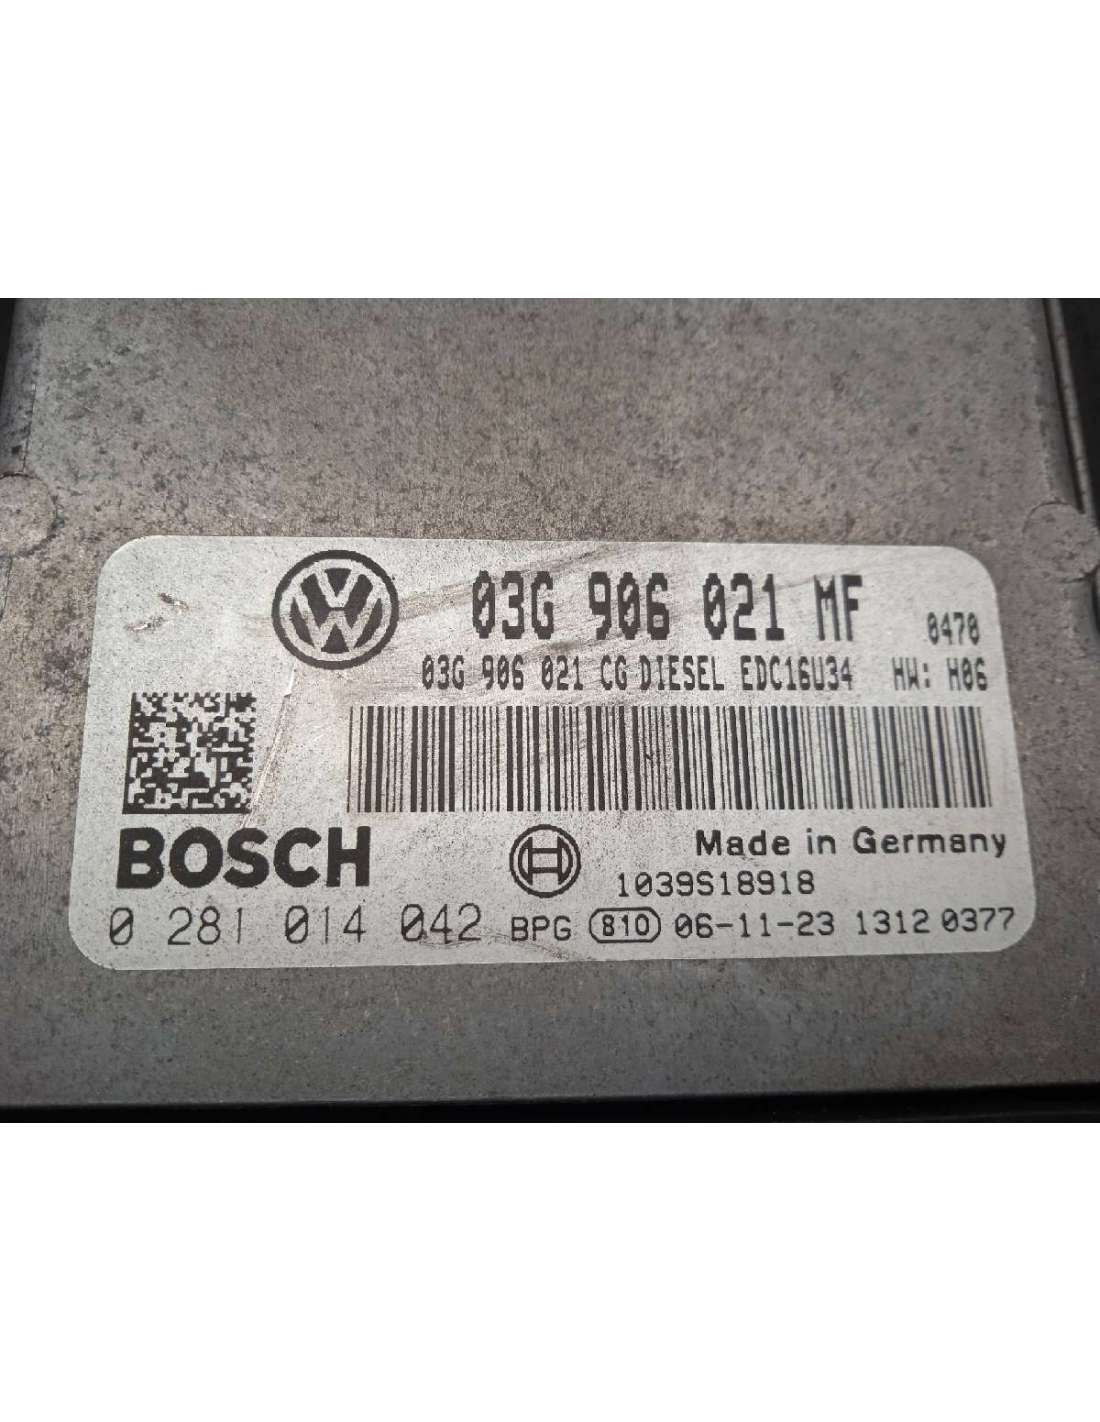 03G 906 021 MF 0470
03G 906 021 CG DIESEL EDC16U34 HW: H06
BOSCH
Made in Germany
1039S18918
0 281 014 042 BPG 810 06-11-23 1312 0377